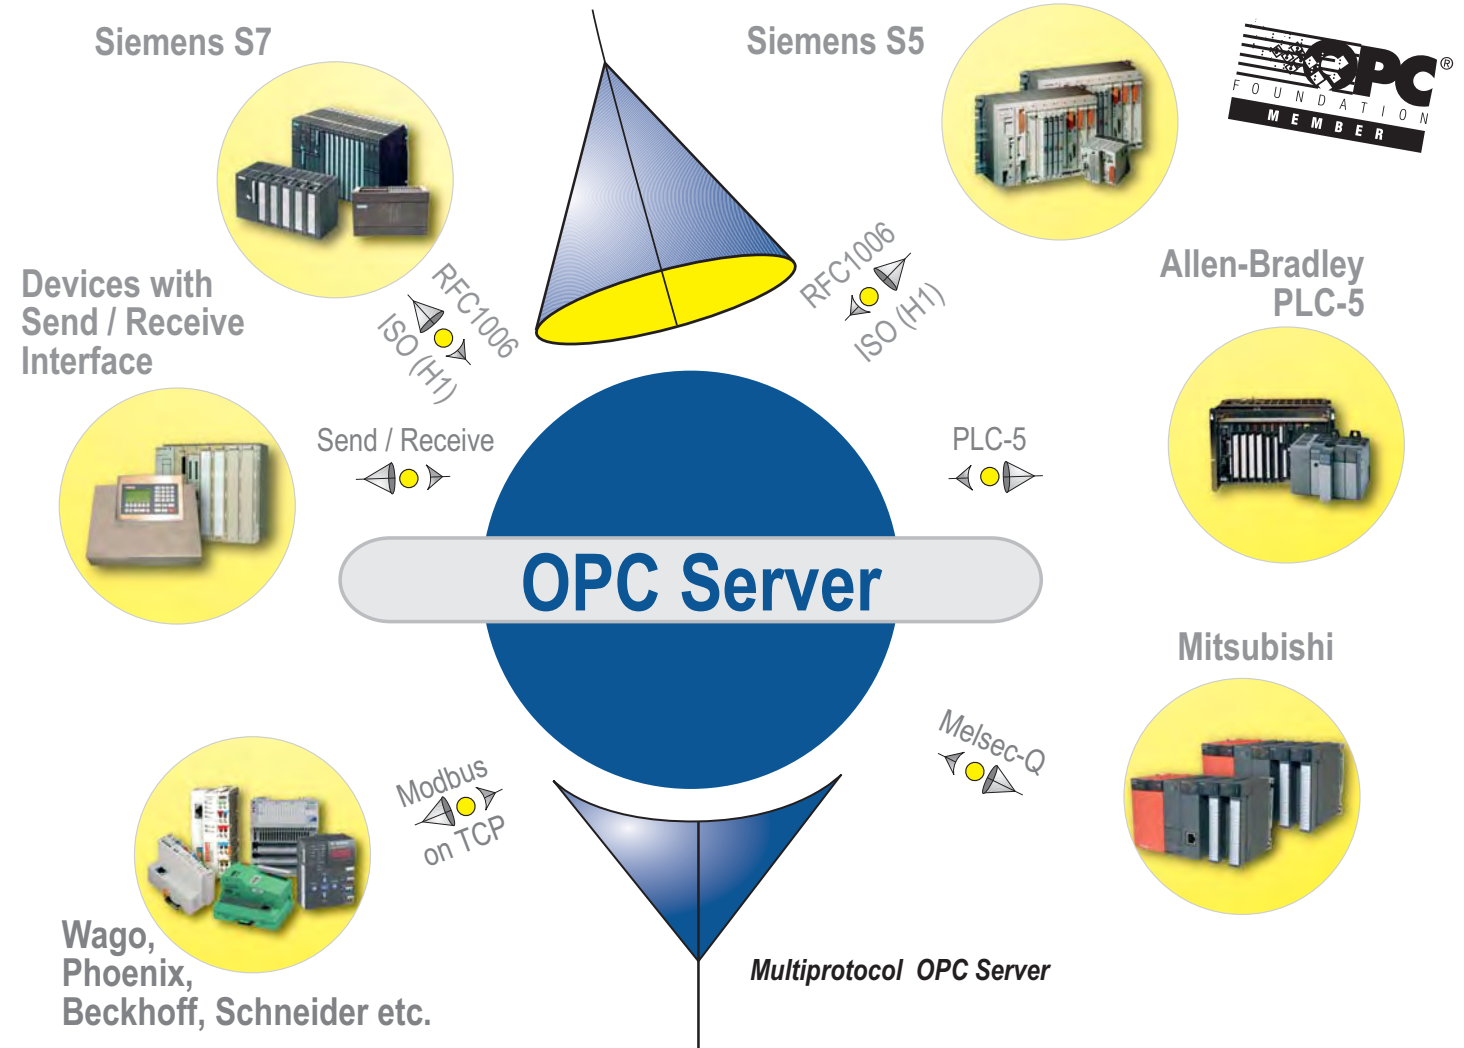 Siemens S7
Siemens S5
OPC®
FOUNDATION
MEMBER
RFC1006
ISO (H1)
RFC1006
ISO (H1)
Allen-Bradley
PLC-5
Devices with
Send / Receive
Interface
Send / Receive
PLC-5
OPC Server
Mitsubishi
Melsec-Q
Modbus
on TCP
Wago,
Phoenix,
Beckhoff, Schneider etc.
Multiprotocol OPC Server